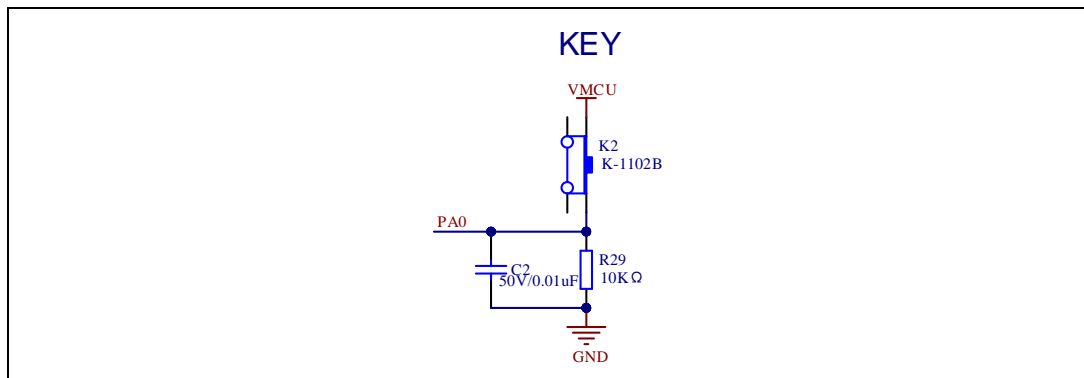 KEY
VMCU
K2
K-1102B
PA0
R29
10KΩ
C2
50V/0.01uF
GND